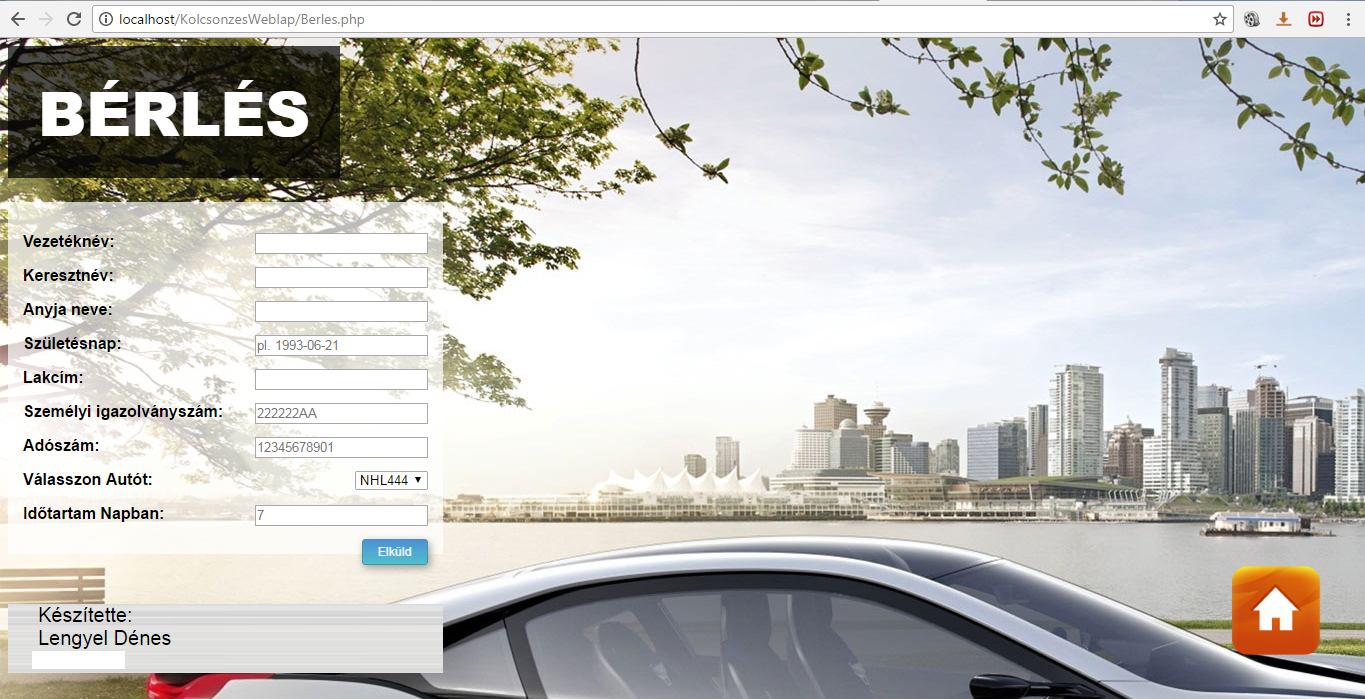 localhost/KolcsonzesWeblap/Berles.php
BÉRLÉS
Vezetéknév:
Keresztnév:
Anyja neve:
Születésnap: pl. 1993-06-21
Lakcím:
Személyi igazolványszám: 222222AA
Adószám: 12345678901
Válasszon Autót: NHL444
Időtartam Napban: 7
Elküld
Készítette:
Lengyel Dénes